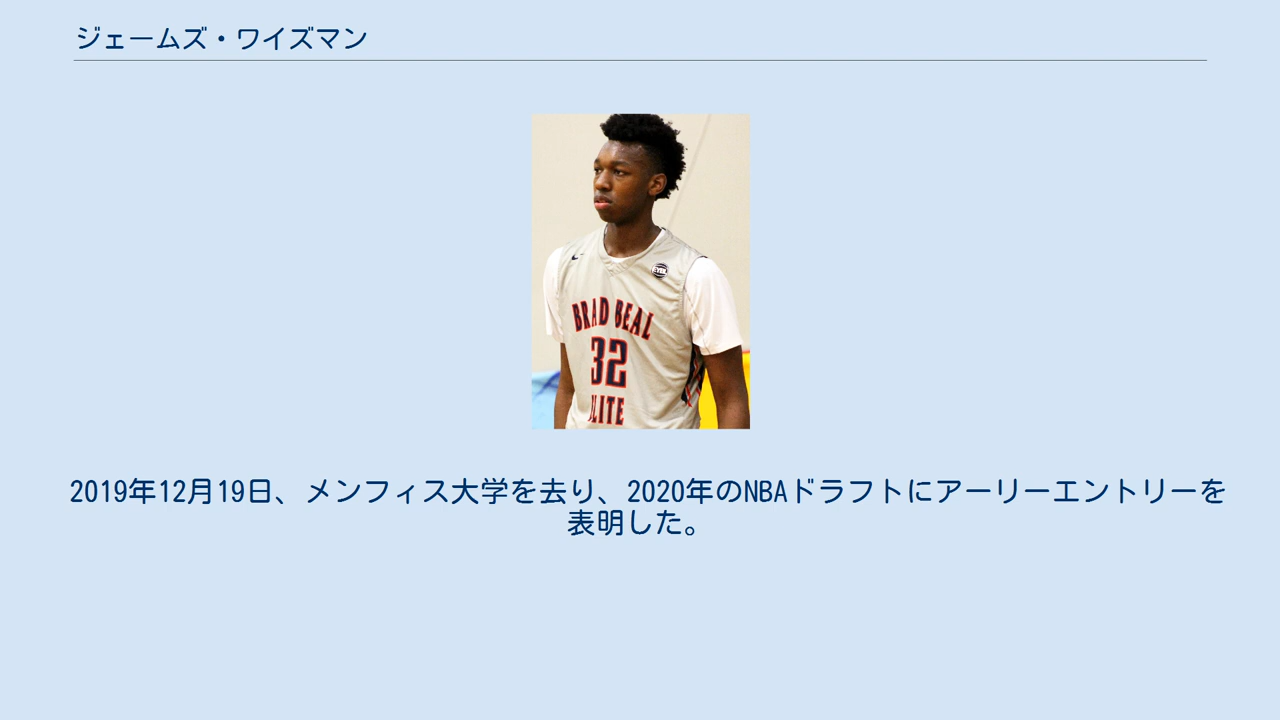 ジェームズ・ワイズマン
EYBL
BRAD BEAL
32
ELITE
2019年12月19日、メンフィス大学を去り、2020年のNBAドラフトにアーリーエントリーを
表明した。